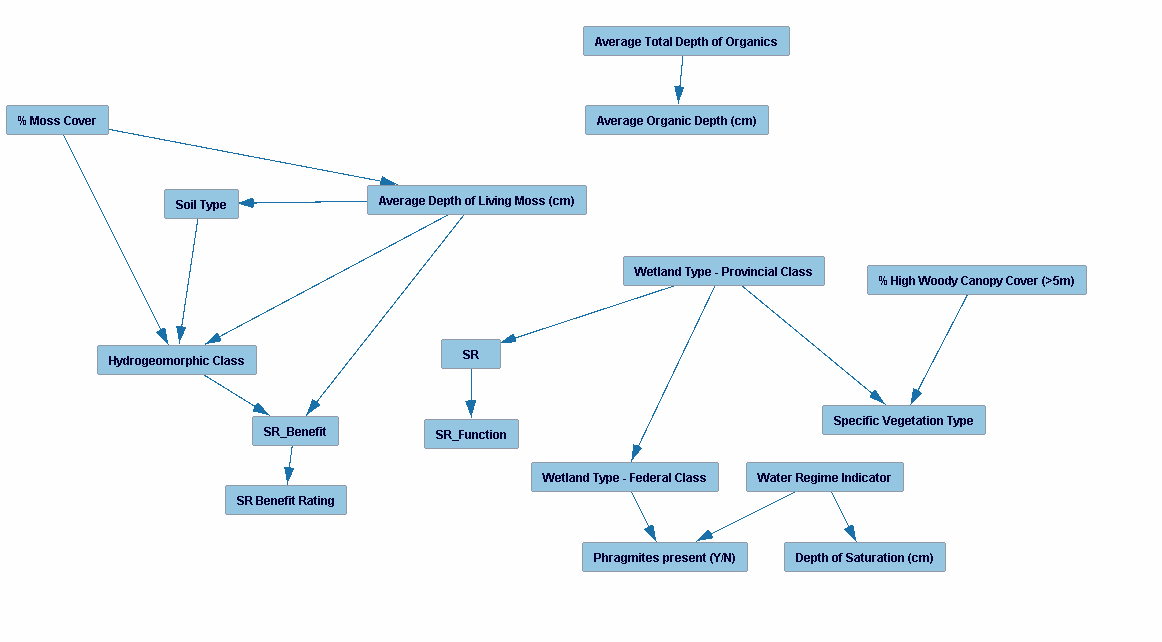 Average Total Depth of Organics
% Moss Cover
Average Organic Depth (cm)
Soil Type
Average Depth of Living Moss (cm)
Wetland Type - Provincial Class
% High Woody Canopy Cover (>5m)
Hydrogeomorphic Class
SR
SR_Benefit
SR_Function
Specific Vegetation Type
SR Benefit Rating
Wetland Type - Federal Class
Water Regime Indicator
Phragmites present (Y/N)
Depth of Saturation (cm)